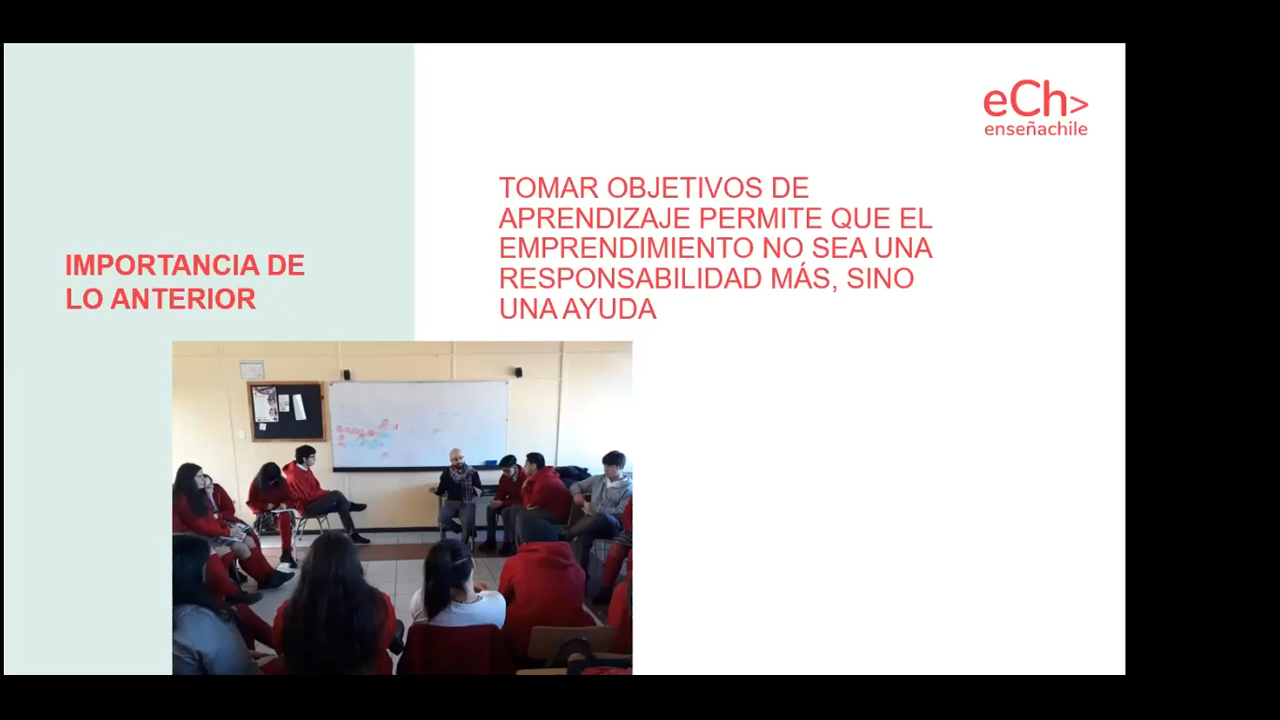 IMPORTANCIA DE
LO ANTERIOR
eCh>
enseñachile
TOMAR OBJETIVOS DE
APRENDIZAJE PERMITE QUE EL
EMPRENDIMIENTO NO SEA UNA
RESPONSABILIDAD MÁS, SINO
UNA AYUDA